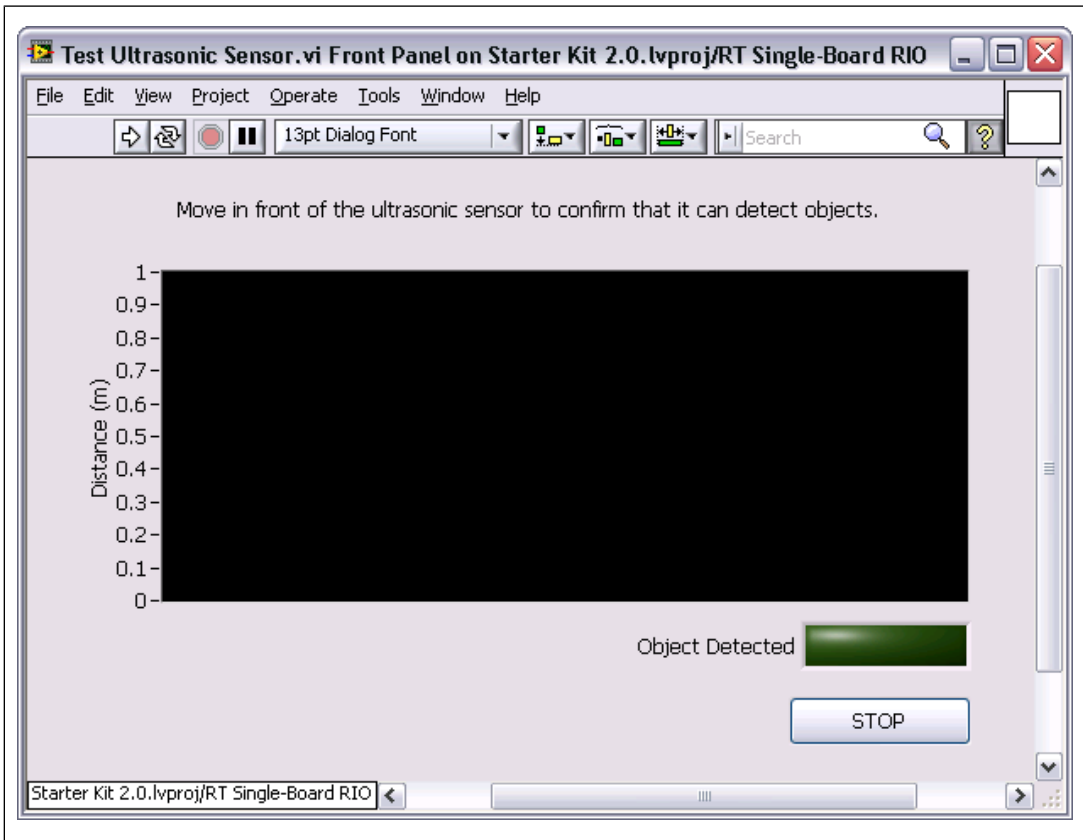 Test Ultrasonic Sensor.vi Front Panel on Starter Kit 2.0.lvproj/RT Single-Board RIO
File Edit View Project Operate Tools Window Help
13pt Dialog Font Search
Move in front of the ultrasonic sensor to confirm that it can detect objects.
1
0.9
0.8
0.7
0.6
0.5
0.4
0.3
0.2
0.1
0
Distance (m)
Object Detected
STOP
Starter Kit 2.0.lvproj/RT Single-Board RIO